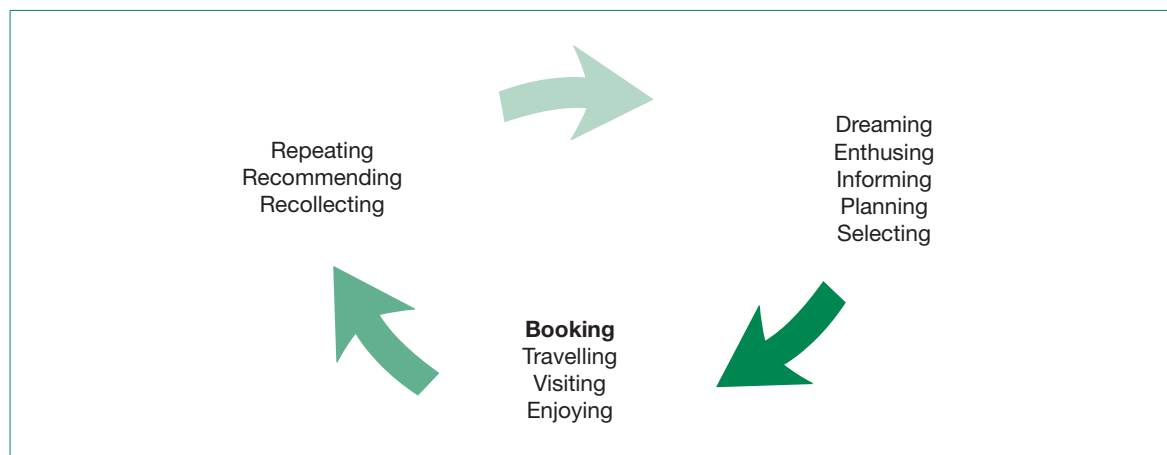 Repeating
Recommending
Recollecting
Dreaming
Enthusing
Informing
Planning
Selecting
Booking
Travelling
Visiting
Enjoying